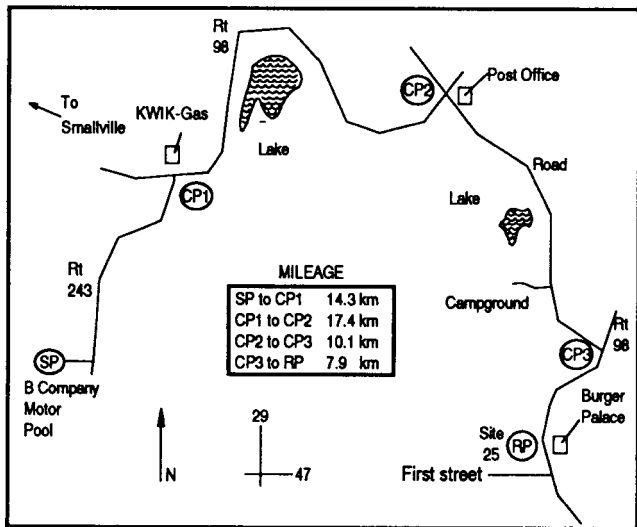 Rt
98
CP2
Post Office
To
Smallville
KWIK-Gas
Lake
Road
CP1
Lake
Rt
243
MILEAGE
SP to CP1 14.3 km
CP1 to CP2 17.4 km
CP2 to CP3 10.1 km
CP3 to RP 7.9 km
Campground
Rt
98
SP
CP3
B Company
Motor
Pool
Burger
Palace
29
Site
25
RP
N
47
First street